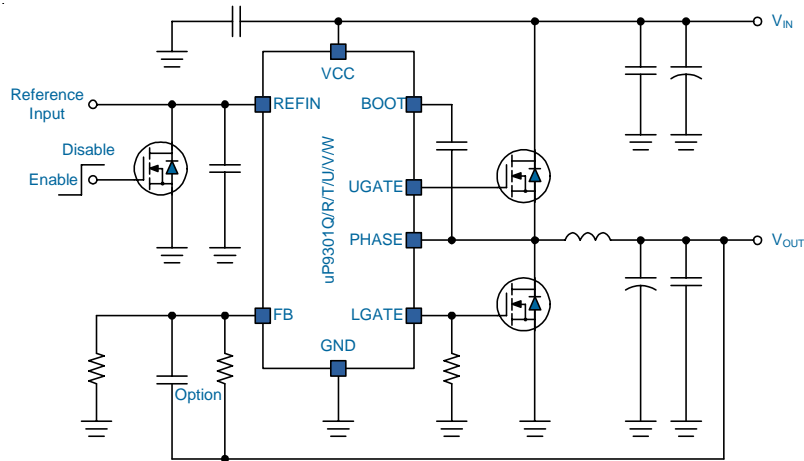 VIN
VCC
Reference
Input
REFIN
BOOT
Disable
Enable
UGATE
uP9301Q/R/T/U/V/W
PHASE
VOUT
FB
LGATE
GND
Option